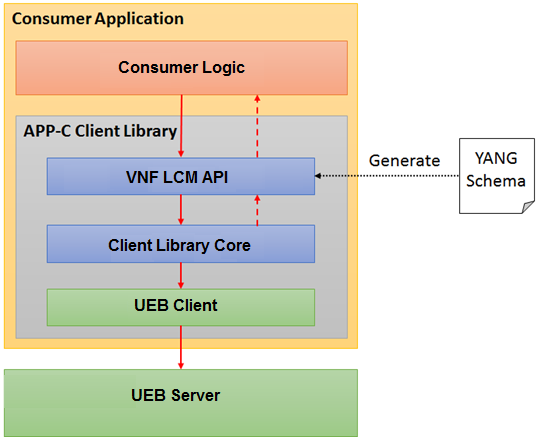 Consumer Application
Consumer Logic
APP-C Client Library
VNF LCM API
Generate
YANG
Schema
Client Library Core
UEB Client
UEB Server